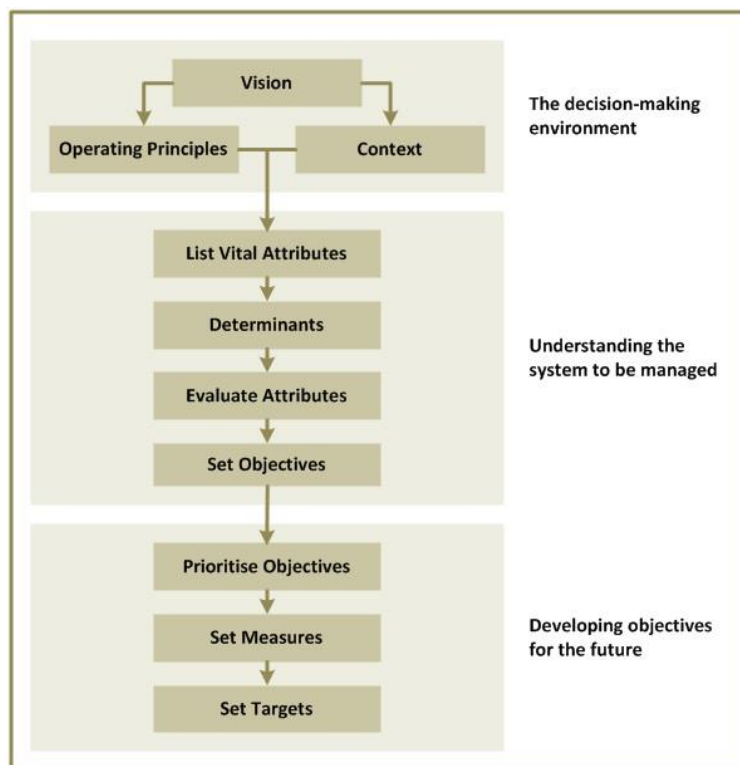 Vision
The decision-making
environment
Operating Principles
Context
List Vital Attributes
Determinants
Understanding the
system to be managed
Evaluate Attributes
Set Objectives
Prioritise Objectives
Set Measures
Developing objectives
for the future
Set Targets